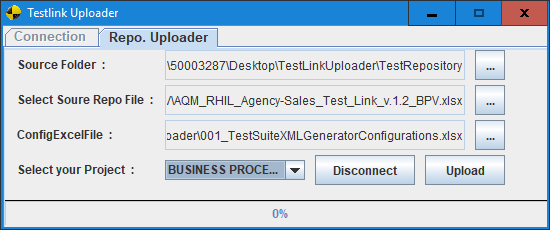 Testlink Uploader
Connection Repo. Uploader
Source Folder : \50003287\Desktop\TestLinkUploader\TestRepository ...
Select Soure Repo File : /\AQM_RHIL_Agency-Sales_Test_Link_v.1.2_BPV.xlsx ...
ConfigExcelFile : oader\001_TestSuiteXMLGeneratorConfigurations.xlsx ...
Select your Project : BUSINESS PROCE... Disconnect Upload
0%